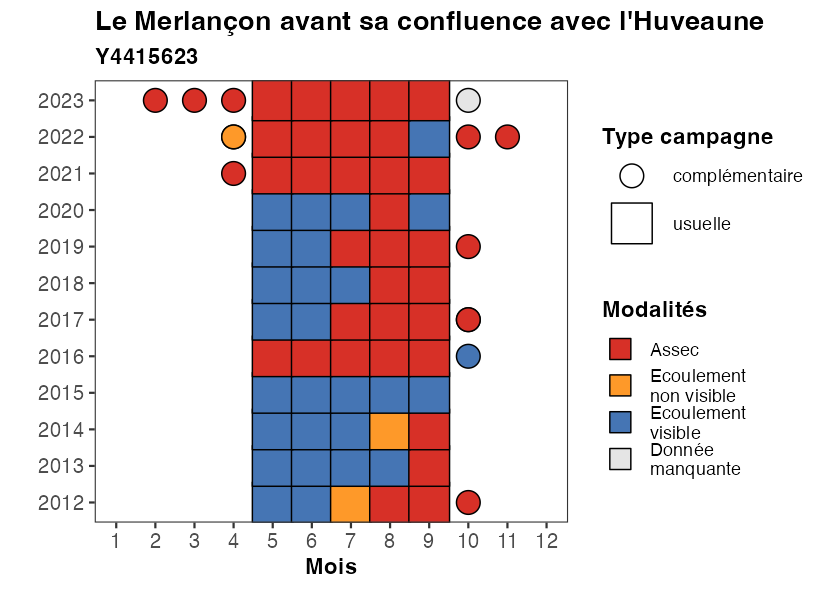 Le Merlançon avant sa confluence avec l'Huveaune
Y4415623
2023
2022
2021
2020
2019
2018
2017
2016
2015
2014
2013
2012
1 2 3 4 5 6 7 8 9 10 11 12
Mois
Type campagne
complémentaire
usuelle
Modalités
Assec
Ecoulement
non visible
Ecoulement
visible
Donnée
manquante